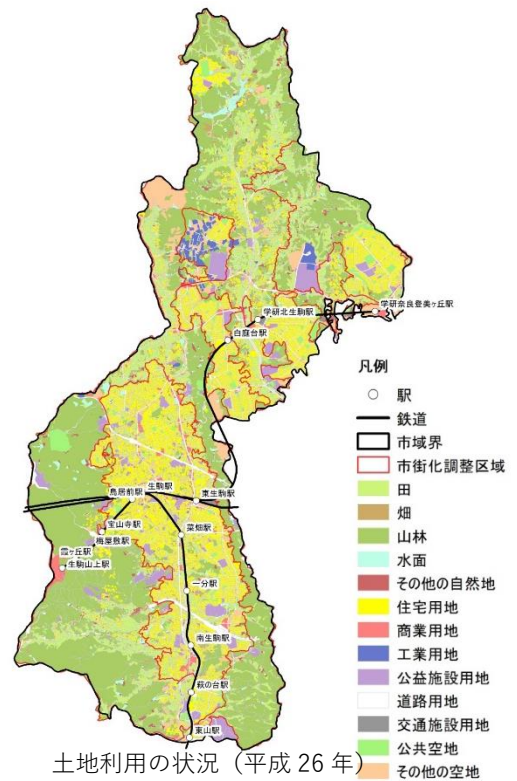 学研奈良登美ヶ丘駅
学研北生駒駅
白庭台駅
生駒駅
鳥居前駅
東生駒駅
宝山寺駅
菜畑駅
梅屋敷駅
霞ヶ丘駅
生駒山上駅
一分駅
南生駒駅
萩の台駅
東山駅
凡例
駅
鉄道
市域界
市街化調整区域
田
畑
山林
水面
その他の自然地
住宅用地
商業用地
工業用地
公益施設用地
道路用地
交通施設用地
公共空地
その他の空地
土地利用の状況（平成 26 年）